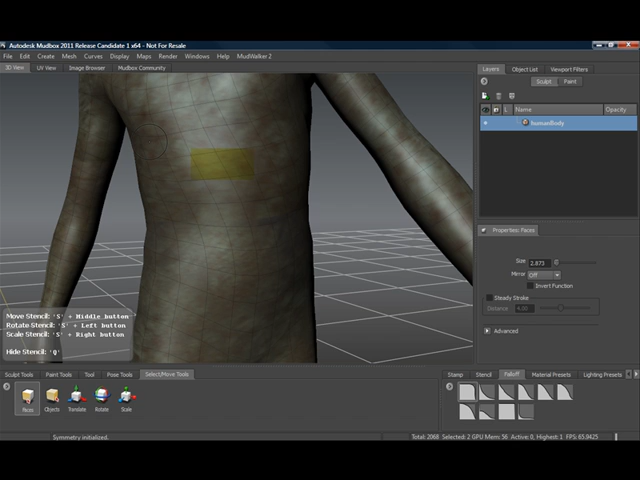 Autodesk Mudbox 2011 Release Candidate 1 x64 - Not For Resale
File Edit Create Mesh Curves Display Maps Render Windows Help MudWalker 2
3D View UV View Image Browser Mudbox Community
Layers Object List Viewport Filters
Sculpt Paint
L Name Opacity
humanBody
Properties: Faces
Size 2.873
Mirror Off
Invert Function
Steady Stroke
Distance 4.00
Advanced
Move Stencil: 'S' + Middle button
Rotate Stencil: 'S' + Left button
Scale Stencil: 'S' + Right button
Hide Stencil: 'Q'
Sculpt Tools Paint Tools Tool Pose Tools Select/Move Tools
Stamp Stencil Falloff Material Presets Lighting Presets
Faces Objects Translate Rotate Scale
Symmetry initialized.
Total: 2068 Selected: 2 GPU Mem: 56 Active: 0, Highest: 1 FPS: 65.9425